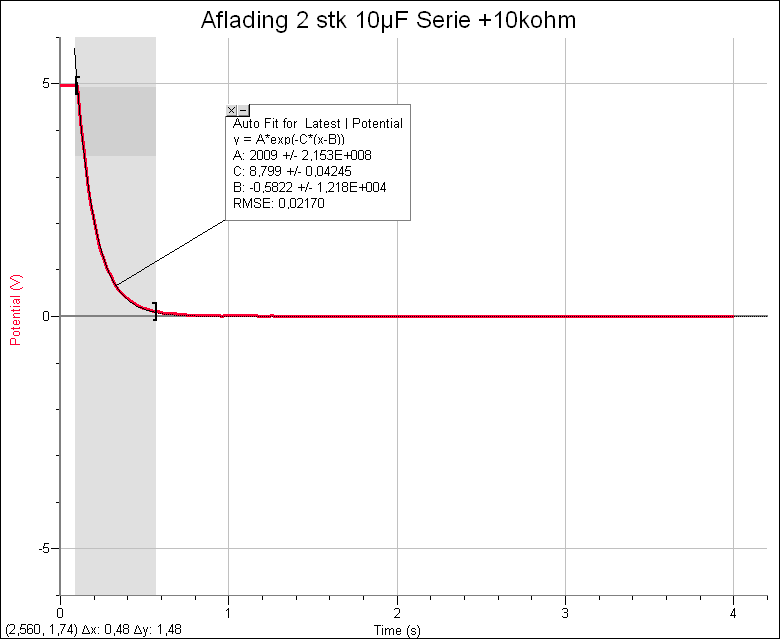 Aflading 2 stk 10µF Serie +10kohm
Auto Fit for Latest | Potential
y = A*exp(-C*(x-B))
A: 2009 +/- 2,153E+008
C: 8,799 +/- 0,04245
B: -0,5822 +/- 1,218E+004
RMSE: 0,02170
5
Potential (V)
0
-5
0
1
2
3
4
(2,560, 1,74) Δx: 0,48 Δy: 1,48
Time (s)